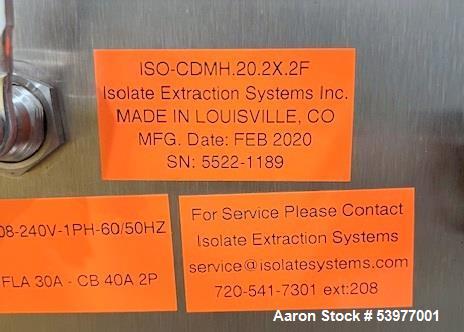 ISO-CDMH.20.2X.2F
Isolate Extraction Systems Inc.
MADE IN LOUISVILLE, CO
MFG. Date: FEB 2020
SN: 5522-1189
08-240V-1PH-60/50HZ
FLA 30A - CB 40A 2P
For Service Please Contact
Isolate Extraction Systems
service@isolatesystems.com
720-541-7301 ext:208
Aaron Stock # 53977001